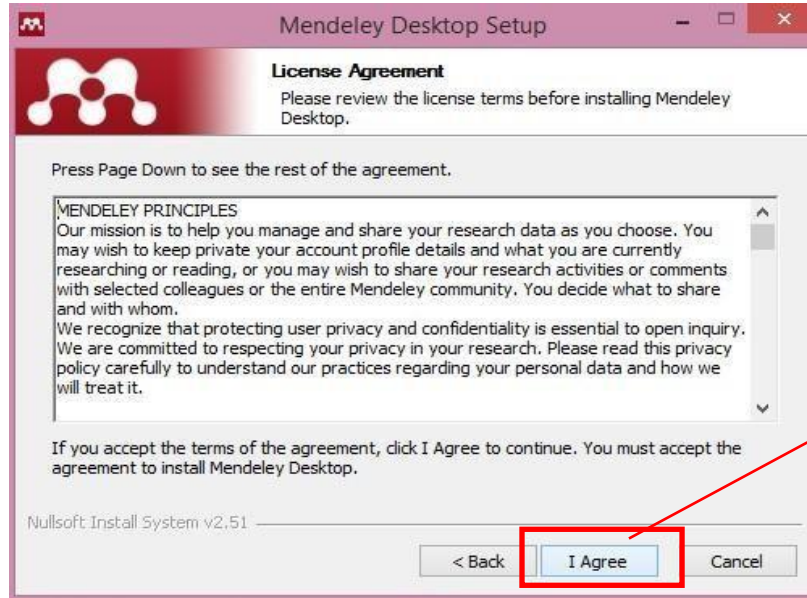 Mendeley Desktop Setup
License Agreement
Please review the license terms before installing Mendeley
Desktop.
Press Page Down to see the rest of the agreement.
MENDELEY PRINCIPLES
Our mission is to help you manage and share your research data as you choose. You
may wish to keep private your account profile details and what you are currently
researching or reading, or you may wish to share your research activities or comments
with selected colleagues or the entire Mendeley community. You decide what to share
and with whom.
We recognize that protecting user privacy and confidentiality is essential to open inquiry.
We are committed to respecting your privacy in your research. Please read this privacy
policy carefully to understand our practices regarding your personal data and how we
will treat it.
If you accept the terms of the agreement, click I Agree to continue. You must accept the
agreement to install Mendeley Desktop.
Nullsoft Install System v2.51
< Back I Agree Cancel